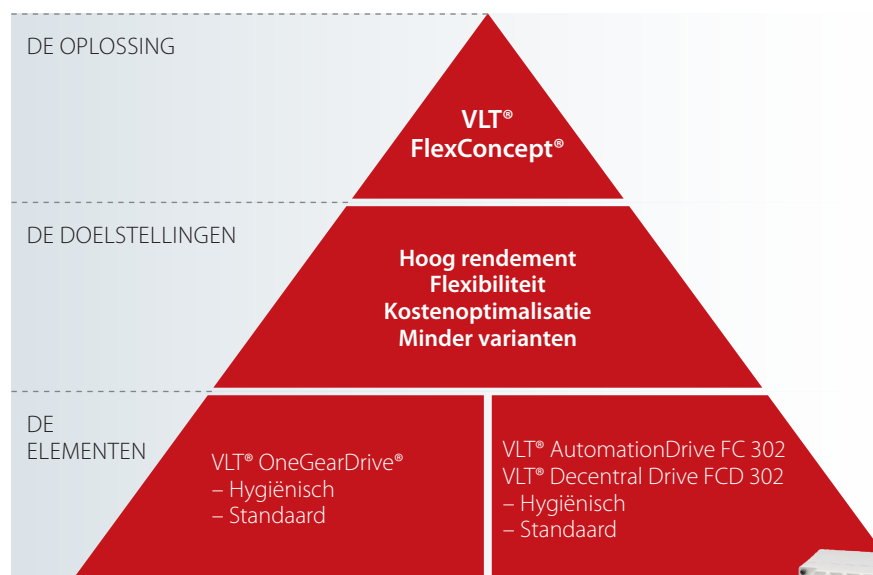 DE OPLOSSING
VLT®
FlexConcept®
DE DOELSTELLINGEN
Hoog rendement
Flexibiliteit
Kostenoptimalisatie
Minder varianten
DE
ELEMENTEN
VLT® OneGearDrive®
– Hygiënisch
– Standaard
VLT® AutomationDrive FC 302
VLT® Decentral Drive FCD 302
– Hygiënisch
– Standaard